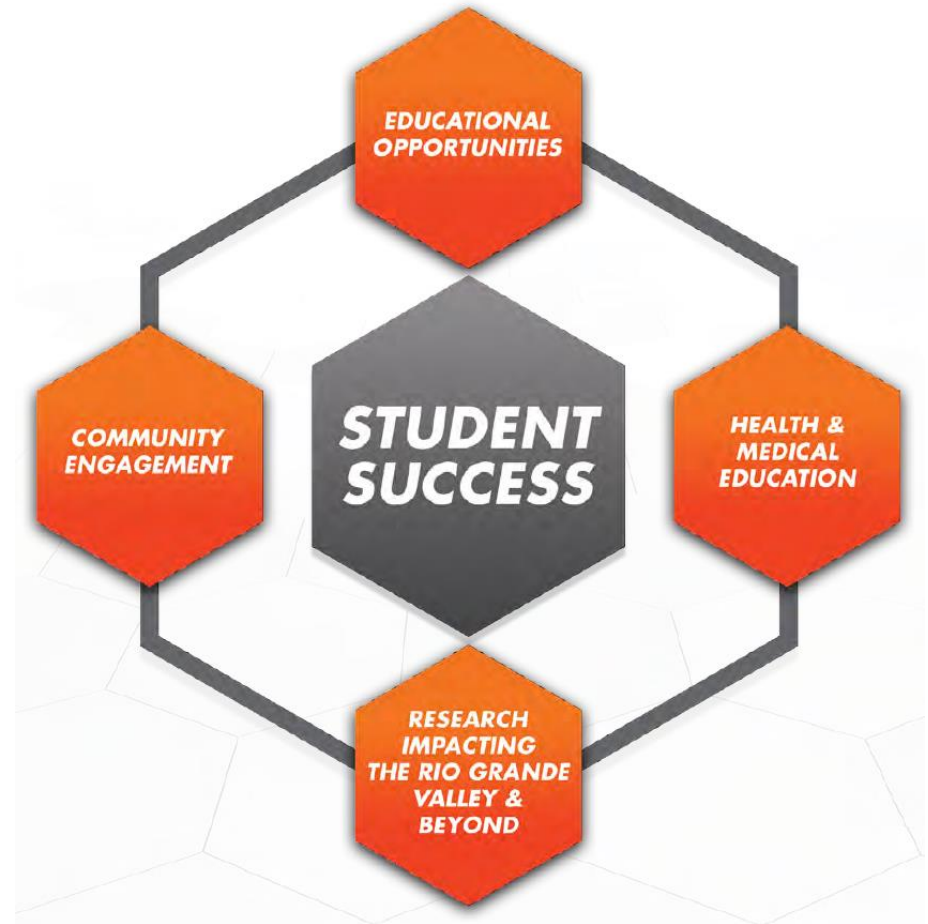 EDUCATIONAL
OPPORTUNITIES
COMMUNITY
ENGAGEMENT
STUDENT
SUCCESS
HEALTH &
MEDICAL
EDUCATION
RESEARCH
IMPACTING
THE RIO GRANDE
VALLEY &
BEYOND